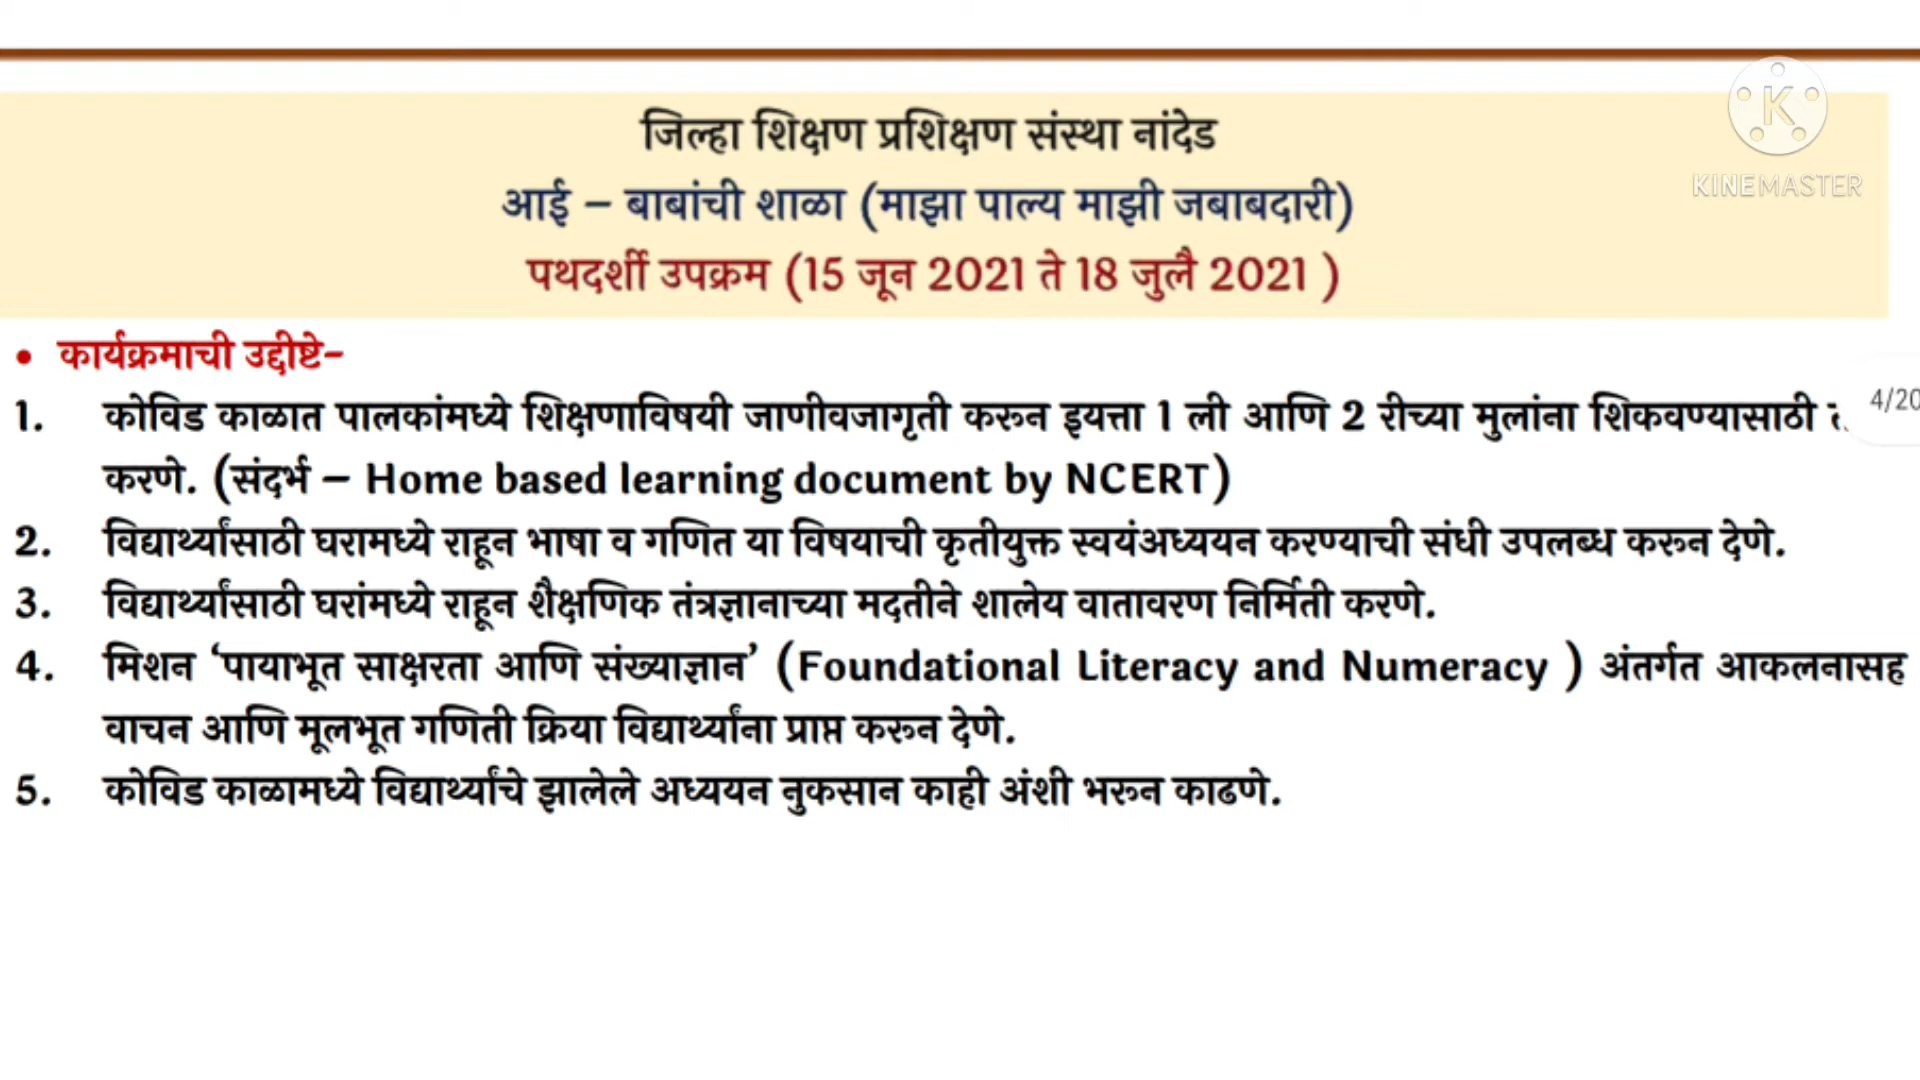 जिल्हा शिक्षण प्रशिक्षण संस्था नांदेड
आई – बाबांची शाळा (माझा पाल्य माझी जबाबदारी)
पथदर्शी उपक्रम (15 जून 2021 ते 18 जुलै 2021 )
KINEMASTER
• कार्यक्रमाची उद्दीष्टे-
1. कोविड काळात पालकांमध्ये शिक्षणाविषयी जाणीवजागृती करून इयत्ता 1 ली आणि 2 रीच्या मुलांना शिकवण्यासाठी
4/20
करणे. (संदर्भ – Home based learning document by NCERT)
2. विद्यार्थ्यांसाठी घरामध्ये राहून भाषा व गणित या विषयाची कृतीयुक्त स्वयंअध्ययन करण्याची संधी उपलब्ध करून देणे.
3. विद्यार्थ्यांसाठी घरांमध्ये राहून शैक्षणिक तंत्रज्ञानाच्या मदतीने शालेय वातावरण निर्मिती करणे.
4. मिशन ‘पायाभूत साक्षरता आणि संख्याज्ञान’ (Foundational Literacy and Numeracy ) अंतर्गत आकलनासह
वाचन आणि मूलभूत गणिती क्रिया विद्यार्थ्यांना प्राप्त करून देणे.
5. कोविड काळामध्ये विद्यार्थ्यांचे झालेले अध्ययन नुकसान काही अंशी भरून काढणे.